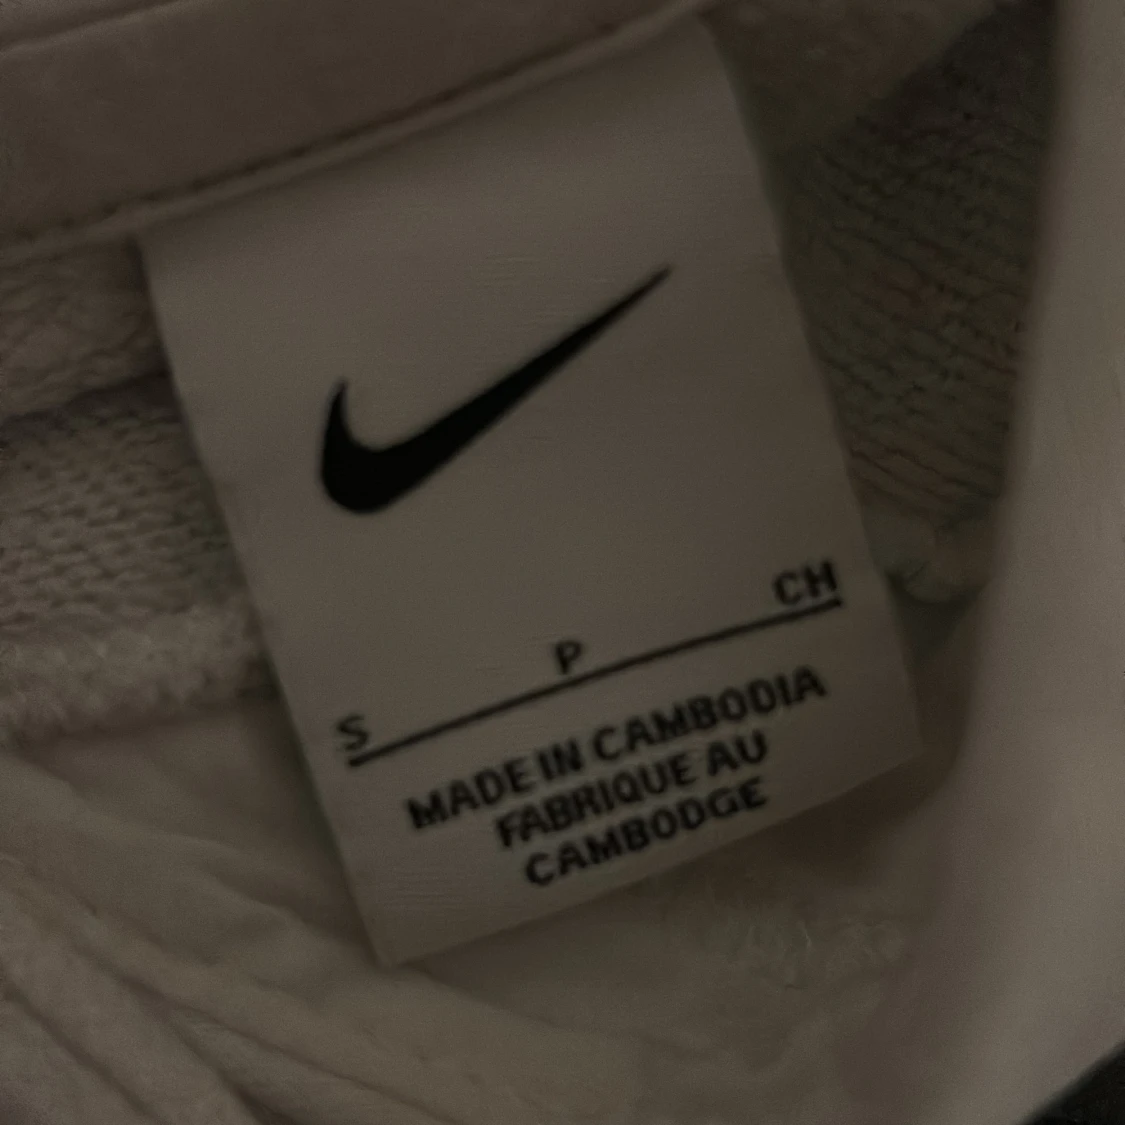 S P CH
MADE IN CAMBODIA
FABRIQUE AU
CAMBODGE